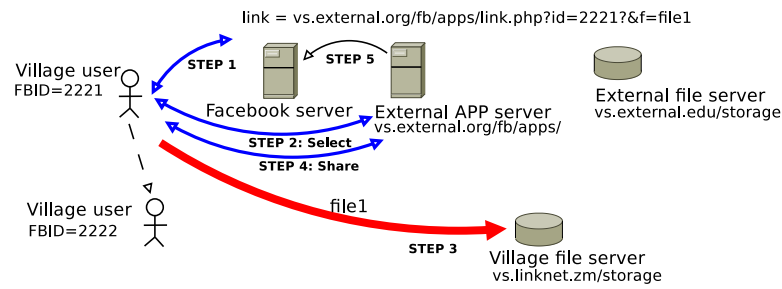 link = vs.external.org/fb/apps/link.php?id=2221?&f=file1
STEP 1
STEP 5
Village user
FBID=2221
Facebook server
External APP server
vs.external.org/fb/apps/
External file server
vs.external.edu/storage
STEP 2: Select
STEP 4: Share
Village user
FBID=2222
file1
STEP 3
Village file server
vs.linknet.zm/storage